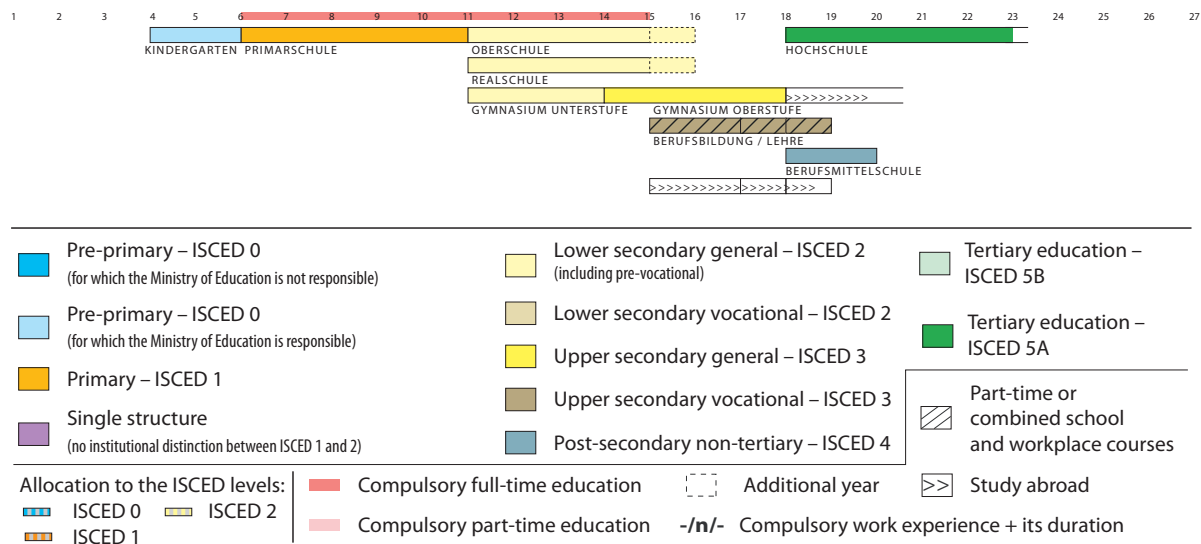 1 2 3 4 5 6 7 8 9 10 11 12 13 14 15 16 17 18 19 20 21 22 23 24 25 26 27
KINDERGARTEN PRIMARSCHULE OBERSCHULE HOCHSCHULE
REALSCHULE
>>>>>>>>>>
GYMNASIUM UNTERSTUFE GYMNASIUM OBERSTUFE
BERUFSBILDUNG / LEHRE
BERUFSMITTELSCHULE
>>>>>>>>>>>>>>>>>>>>
Pre-primary – ISCED 0
(for which the Ministry of Education is not responsible)
Pre-primary – ISCED 0
(for which the Ministry of Education is responsible)
Primary – ISCED 1
Single structure
(no institutional distinction between ISCED 1 and 2)
Lower secondary general – ISCED 2
(including pre-vocational)
Lower secondary vocational – ISCED 2
Upper secondary general – ISCED 3
Upper secondary vocational – ISCED 3
Post-secondary non-tertiary – ISCED 4
Tertiary education –
ISCED 5B
Tertiary education –
ISCED 5A
Part-time or
combined school
and workplace courses
Allocation to the ISCED levels:
ISCED 0 ISCED 2
ISCED 1
Compulsory full-time education
Compulsory part-time education
Additional year
-/n/- Compulsory work experience + its duration
>> Study abroad